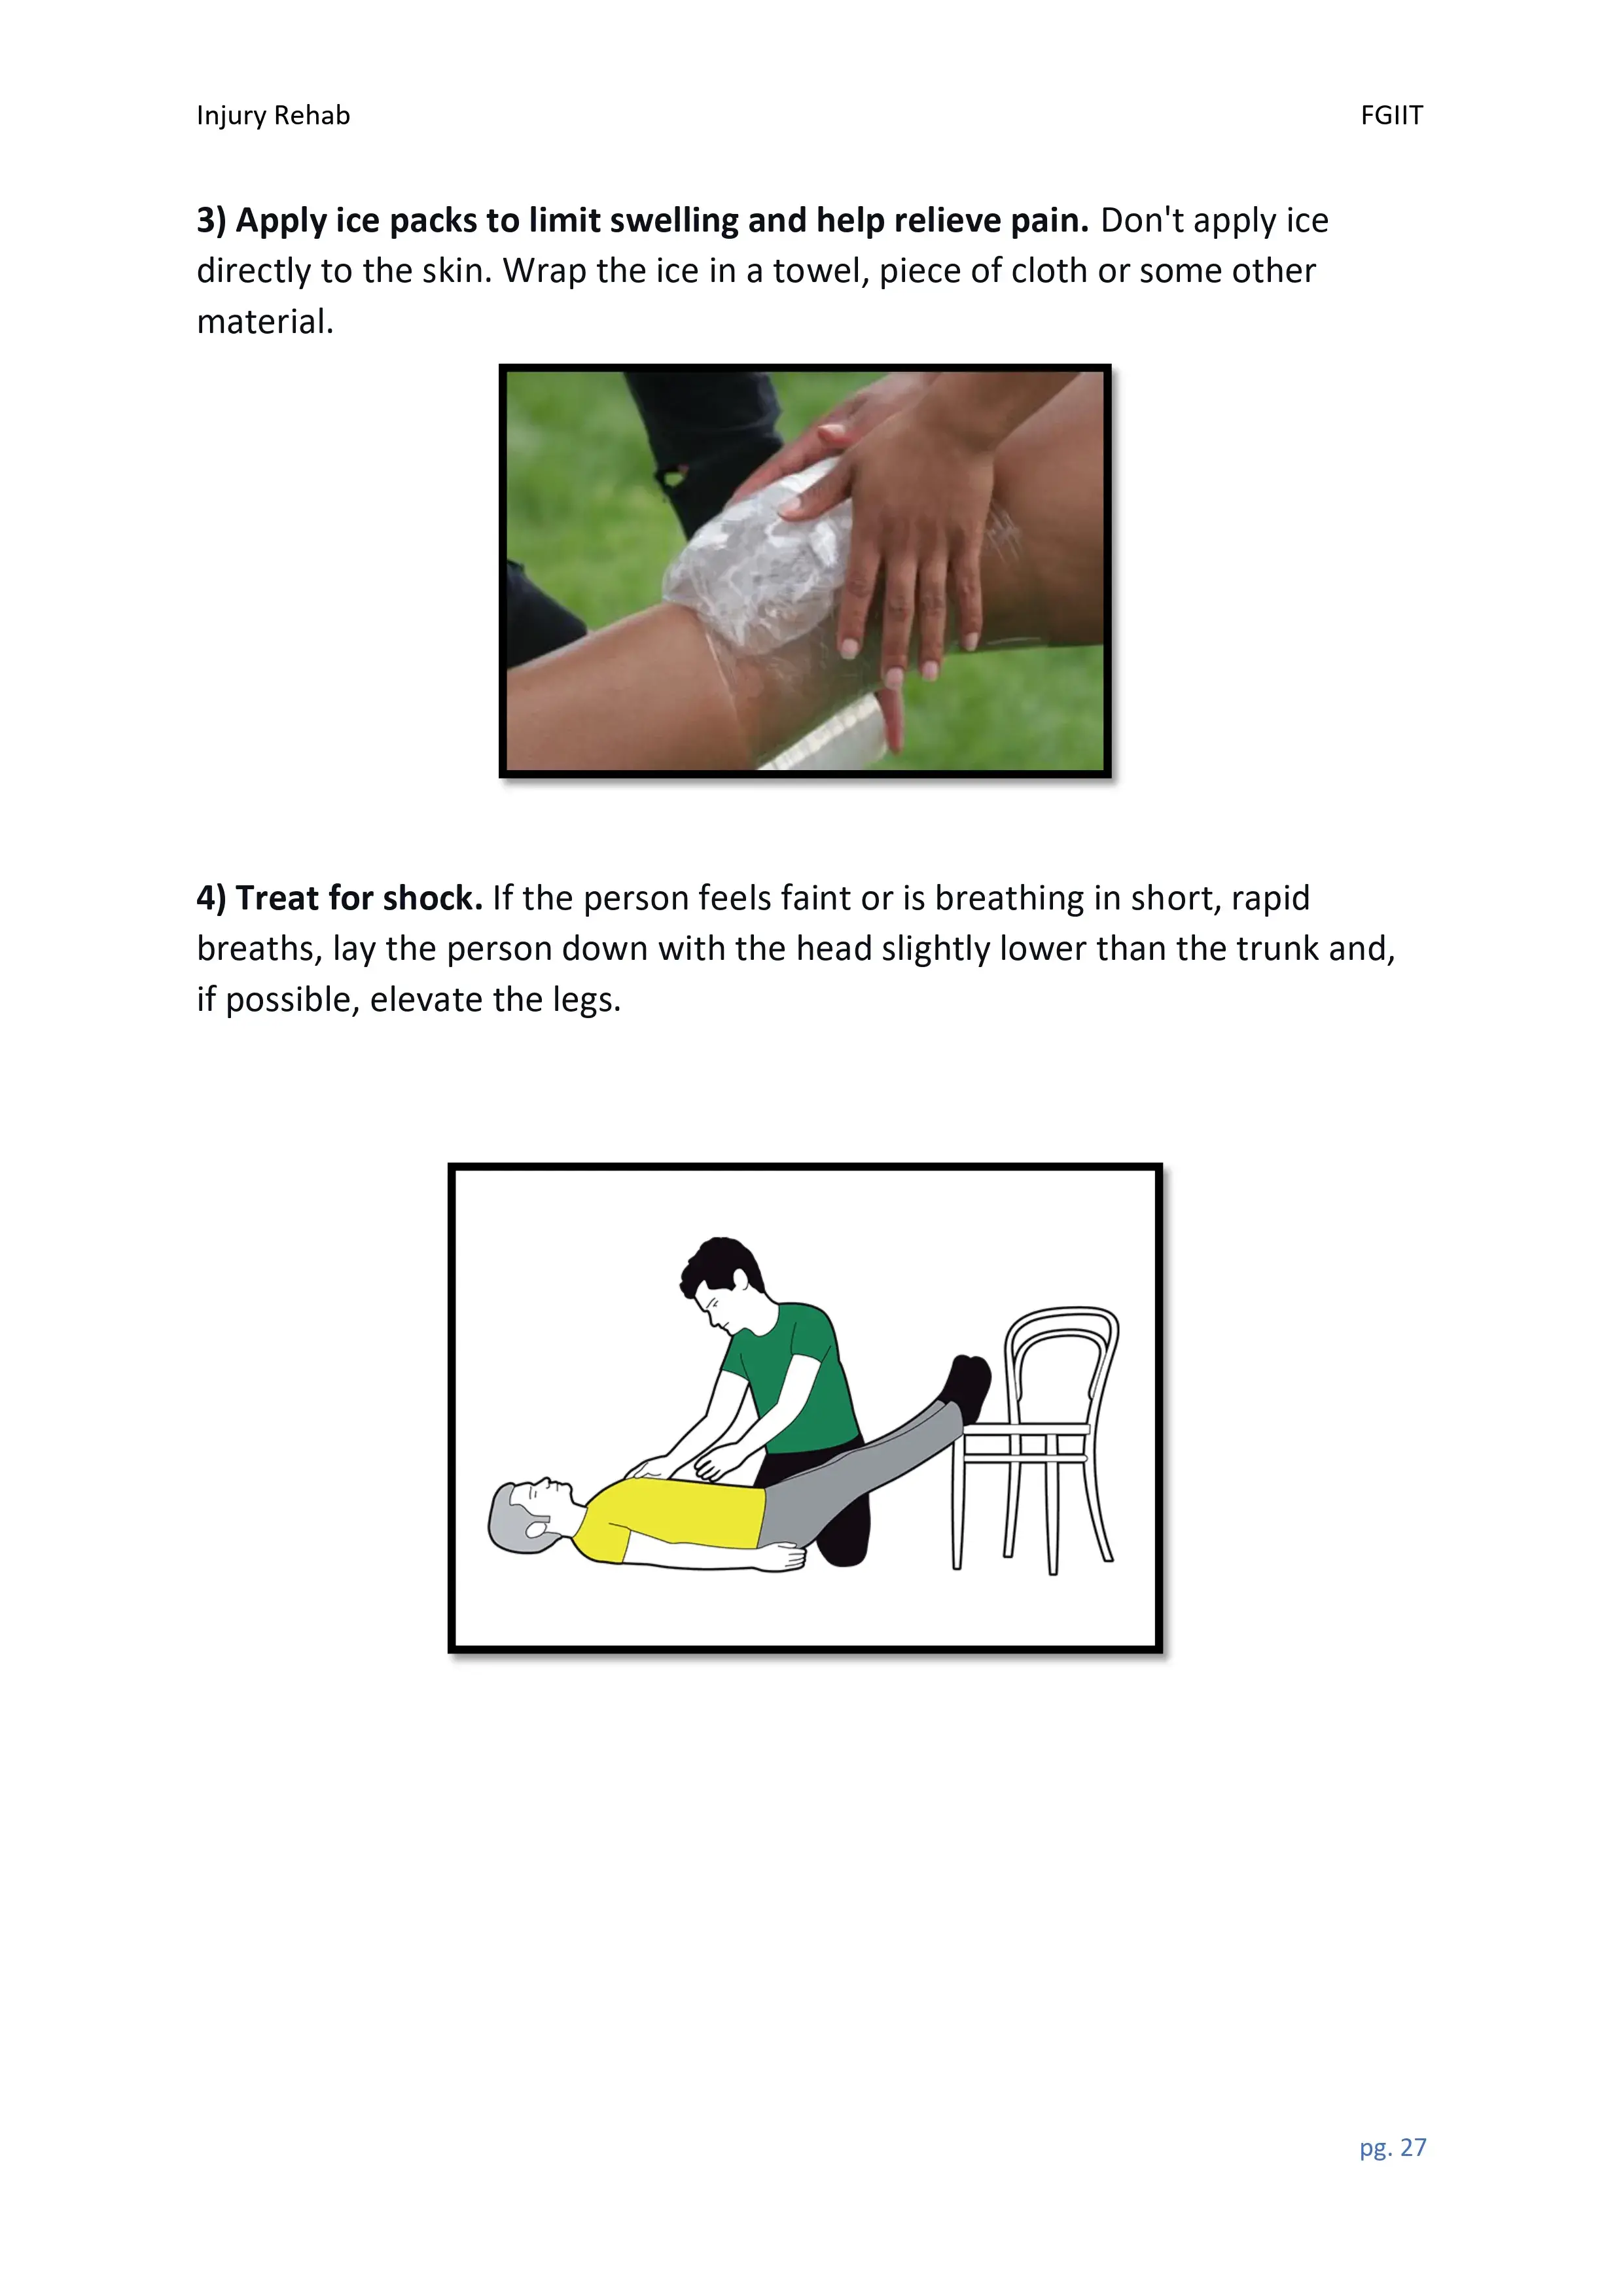 Injury Rehab
FGIIT
3) Apply ice packs to limit swelling and help relieve pain. Don't apply ice
directly to the skin. Wrap the ice in a towel, piece of cloth or some other
material.
4) Treat for shock. If the person feels faint or is breathing in short, rapid
breaths, lay the person down with the head slightly lower than the trunk and,
if possible, elevate the legs.
pg. 27